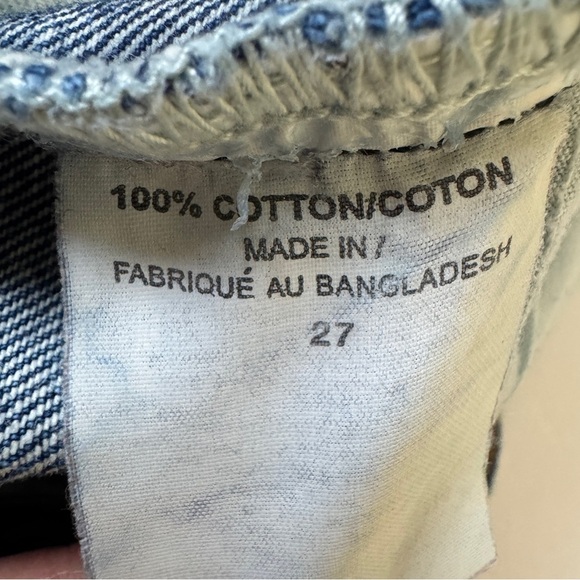 100% COTTON/COTON
MADE IN /
FABRIQUÉ AU BANGLADESH
27